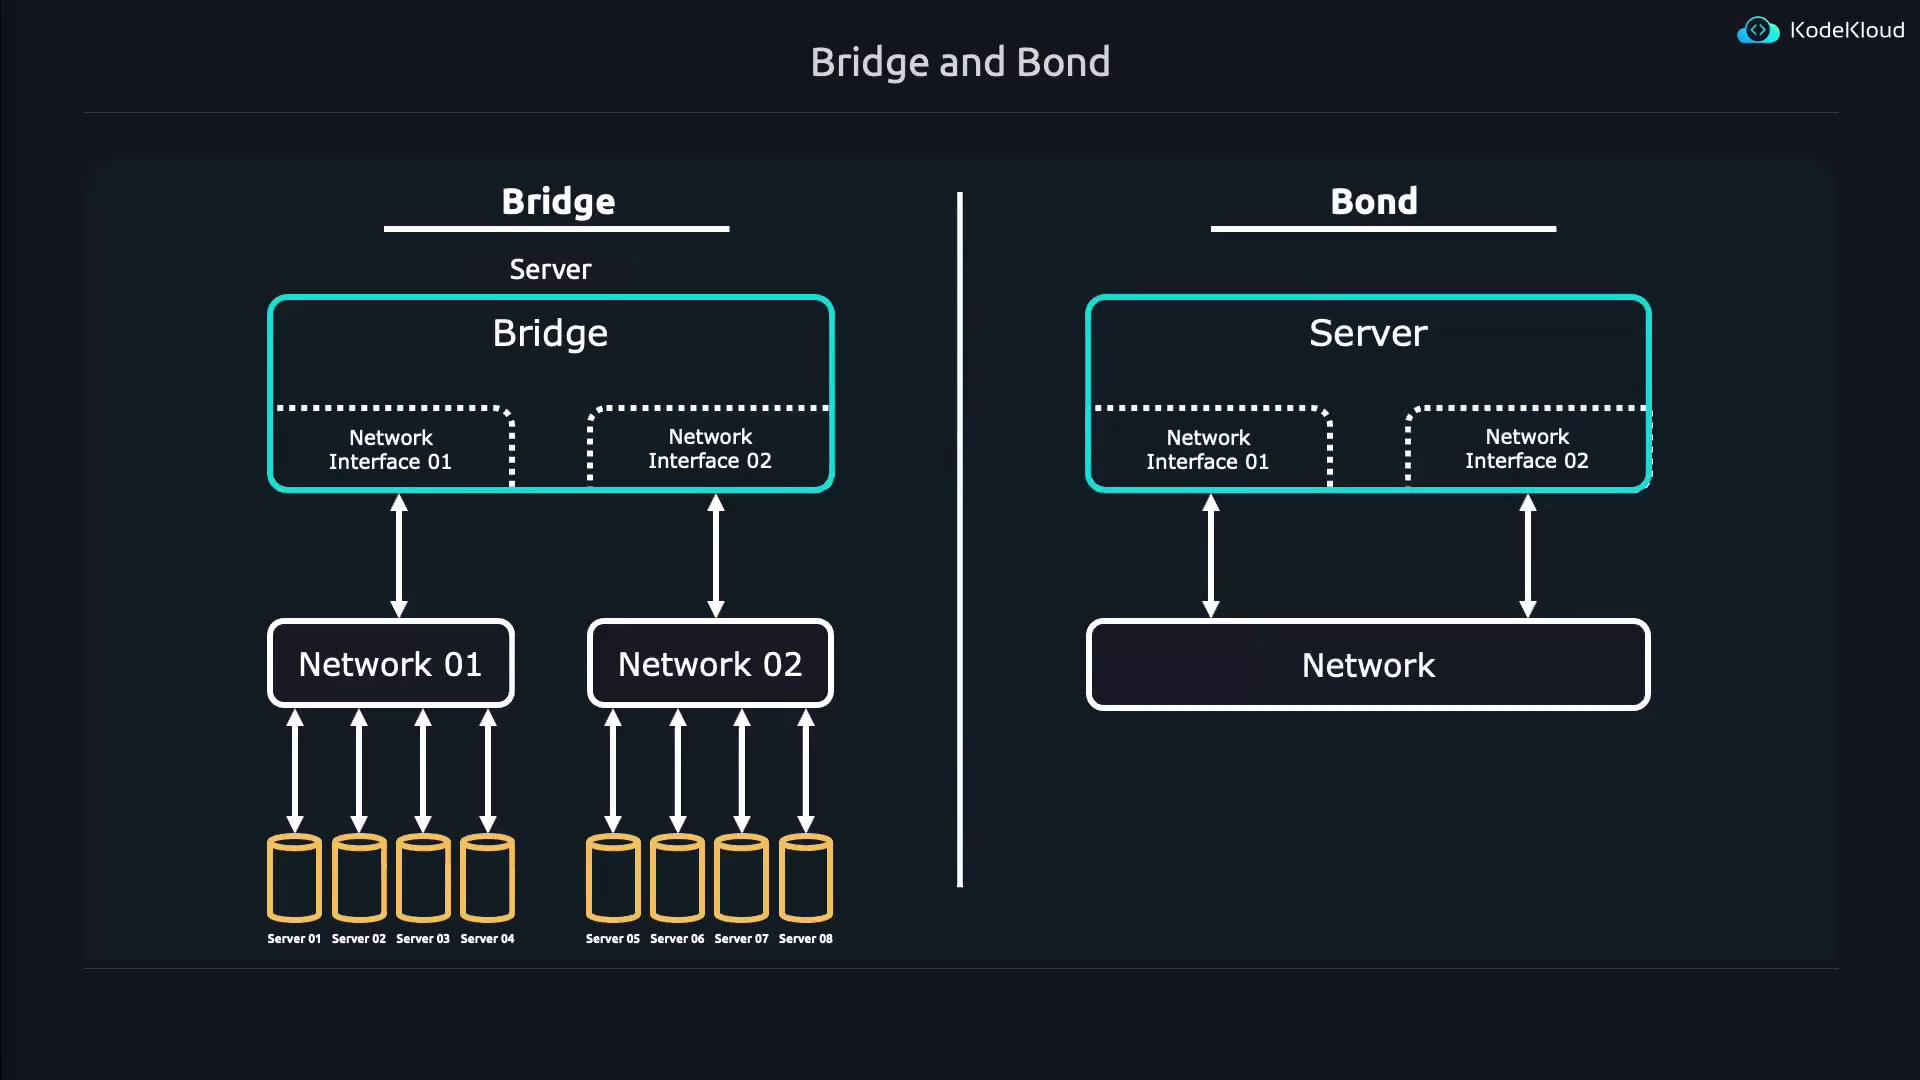 KodeKloud
Bridge and Bond
Bridge
Server
Bridge
Network
Interface 01
Network
Interface 02
Network 01
Network 02
Server 01
Server 02
Server 03
Server 04
Server 05
Server 06
Server 07
Server 08
Bond
Server
Network
Interface 01
Network
Interface 02
Network